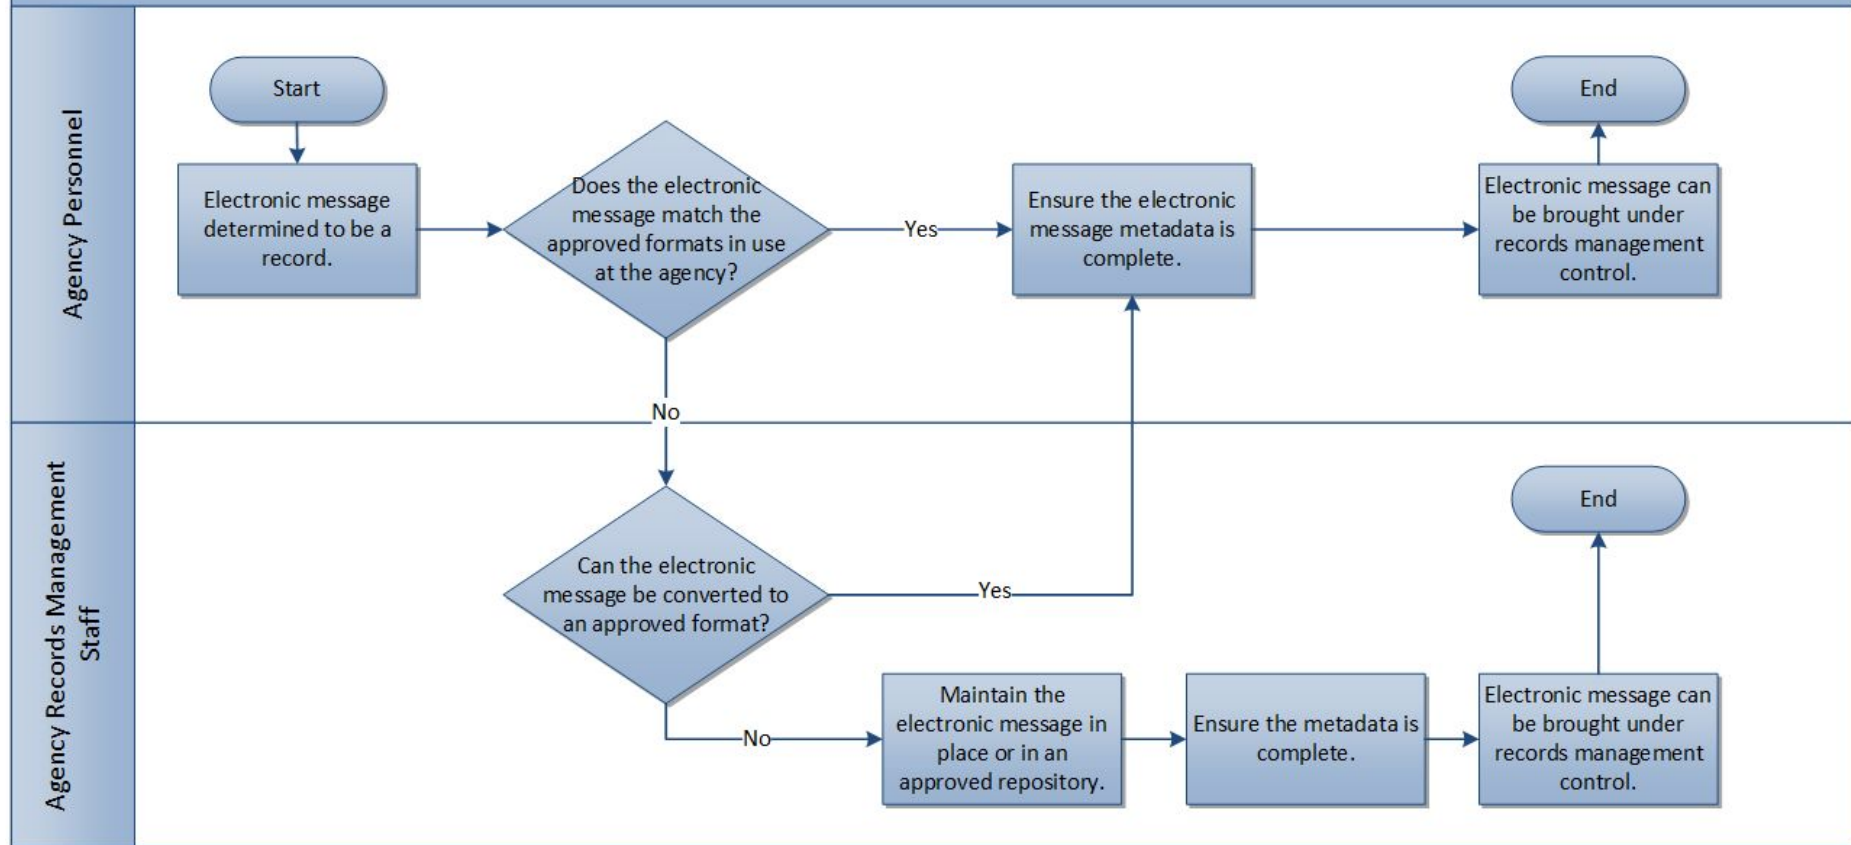 Agency Personnel
Start
Electronic message
determined to be a
record.
Does the electronic
message match the
approved formats in use
at the agency?
Yes
Ensure the electronic
message metadata is
complete.
Electronic message can
be brought under
records management
control.
End
No
Agency Records Management
Staff
Can the electronic
message be converted to
an approved format?
Yes
No
Maintain the
electronic message in
place or in an
approved repository.
Ensure the metadata is
complete.
Electronic message can
be brought under
records management
control.
End